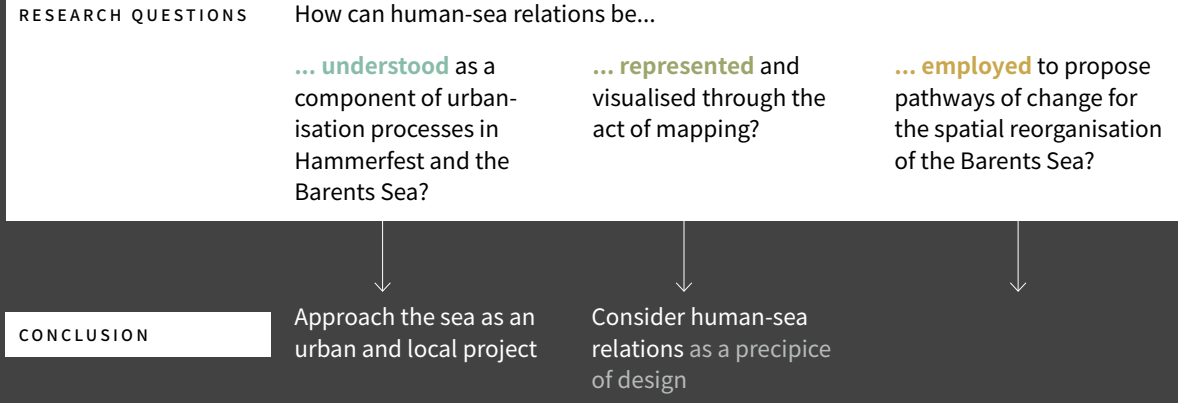 RESEARCH QUESTIONS
How can human-sea relations be...
... understood as a
component of urban-
isation processes in
Hammerfest and the
Barents Sea?
... represented and
visualised through the
act of mapping?
... employed to propose
pathways of change for
the spatial reorganisation
of the Barents Sea?
CONCLUSION
Approach the sea as an
urban and local project
Consider human-sea
relations as a precipice
of design